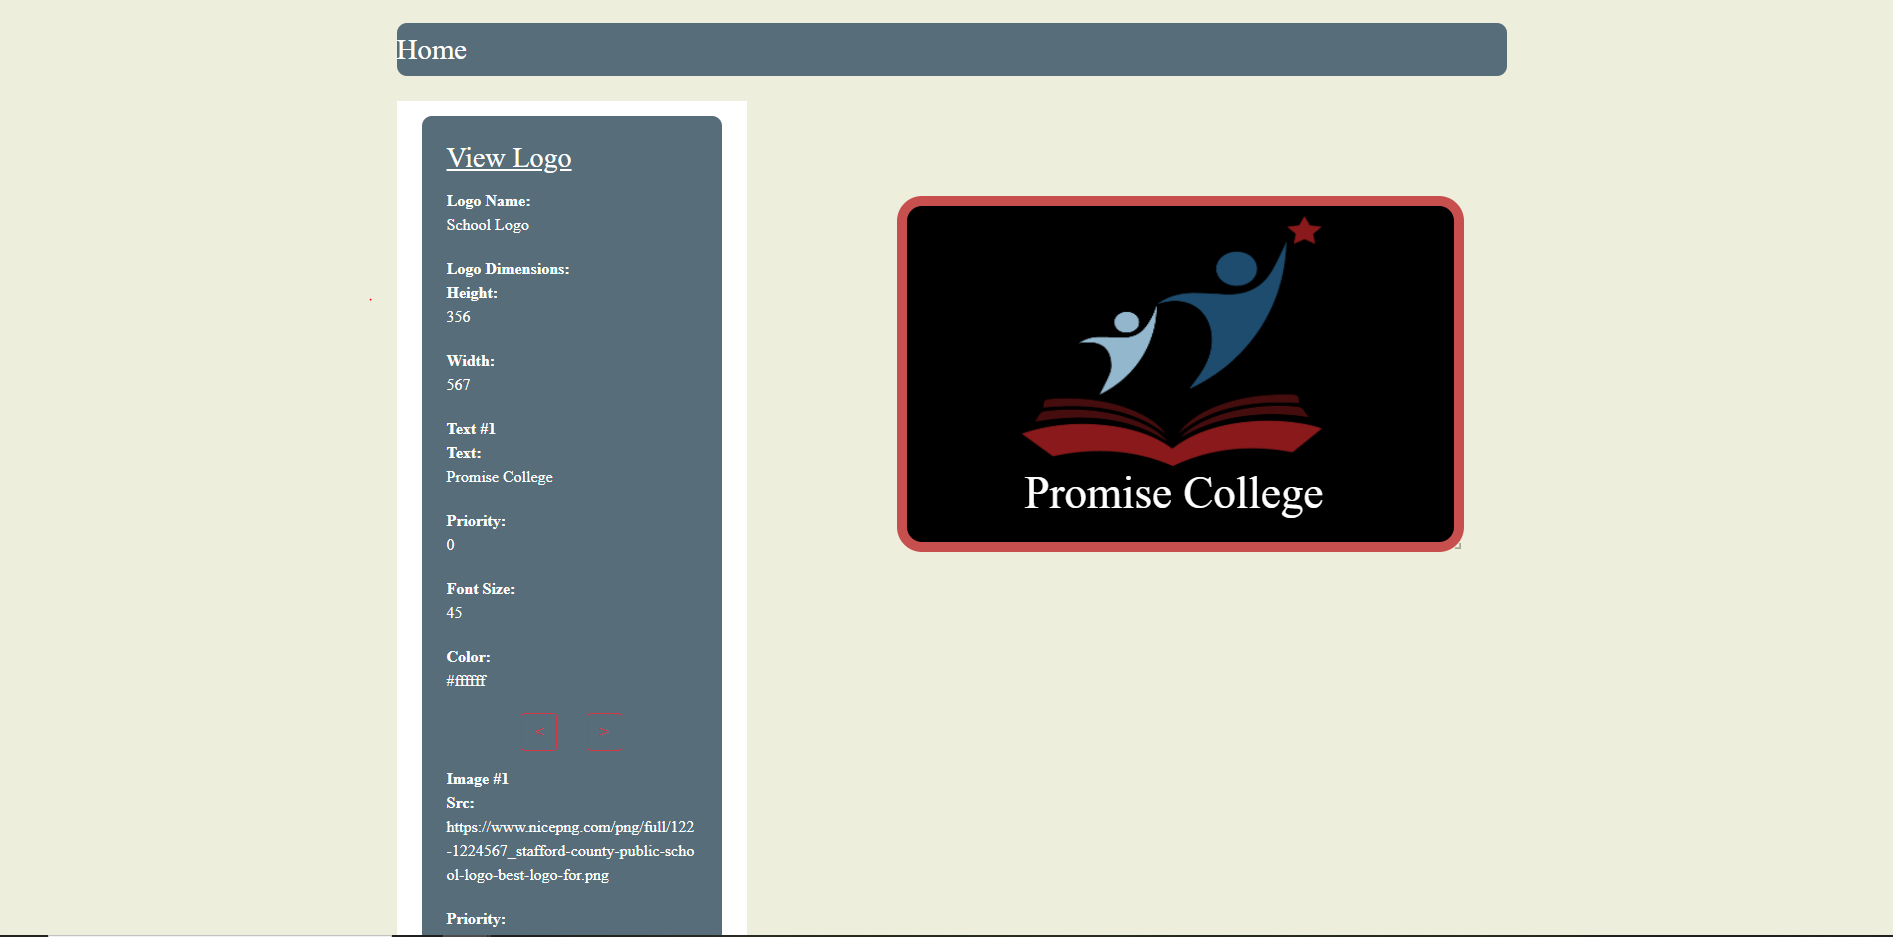 Home
View Logo
Logo Name:
School Logo
Logo Dimensions:
Height:
356
Width:
567
Text #1
Text:
Promise College
Priority:
0
Font Size:
45
Color:
#ffffff
< >
Image #1
Src:
https://www.nicepng.com/png/full/122
-1224567_stafford-county-public-scho
ol-logo-best-logo-for.png
Priority:
Promise College